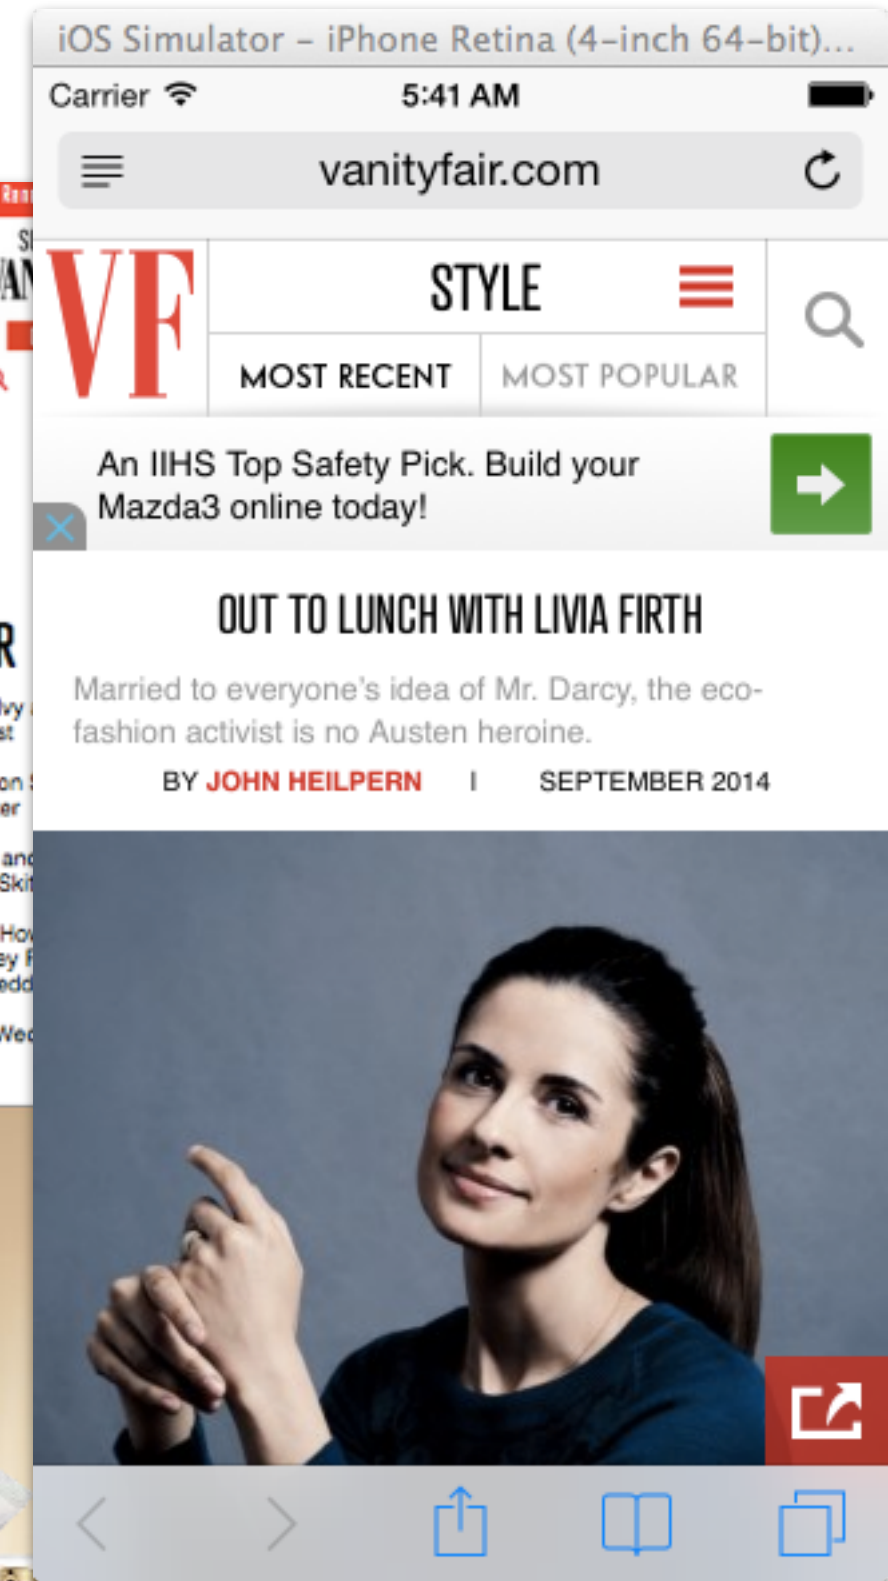 iOS Simulator – iPhone Retina (4-inch 64-bit)...
Carrier
5:41 AM
vanityfair.com
VF
STYLE
MOST RECENT
MOST POPULAR
An IIHS Top Safety Pick. Build your
Mazda3 online today!
OUT TO LUNCH WITH LIVIA FIRTH
Married to everyone's idea of Mr. Darcy, the eco-
fashion activist is no Austen heroine.
BY JOHN HEILPERN | SEPTEMBER 2014